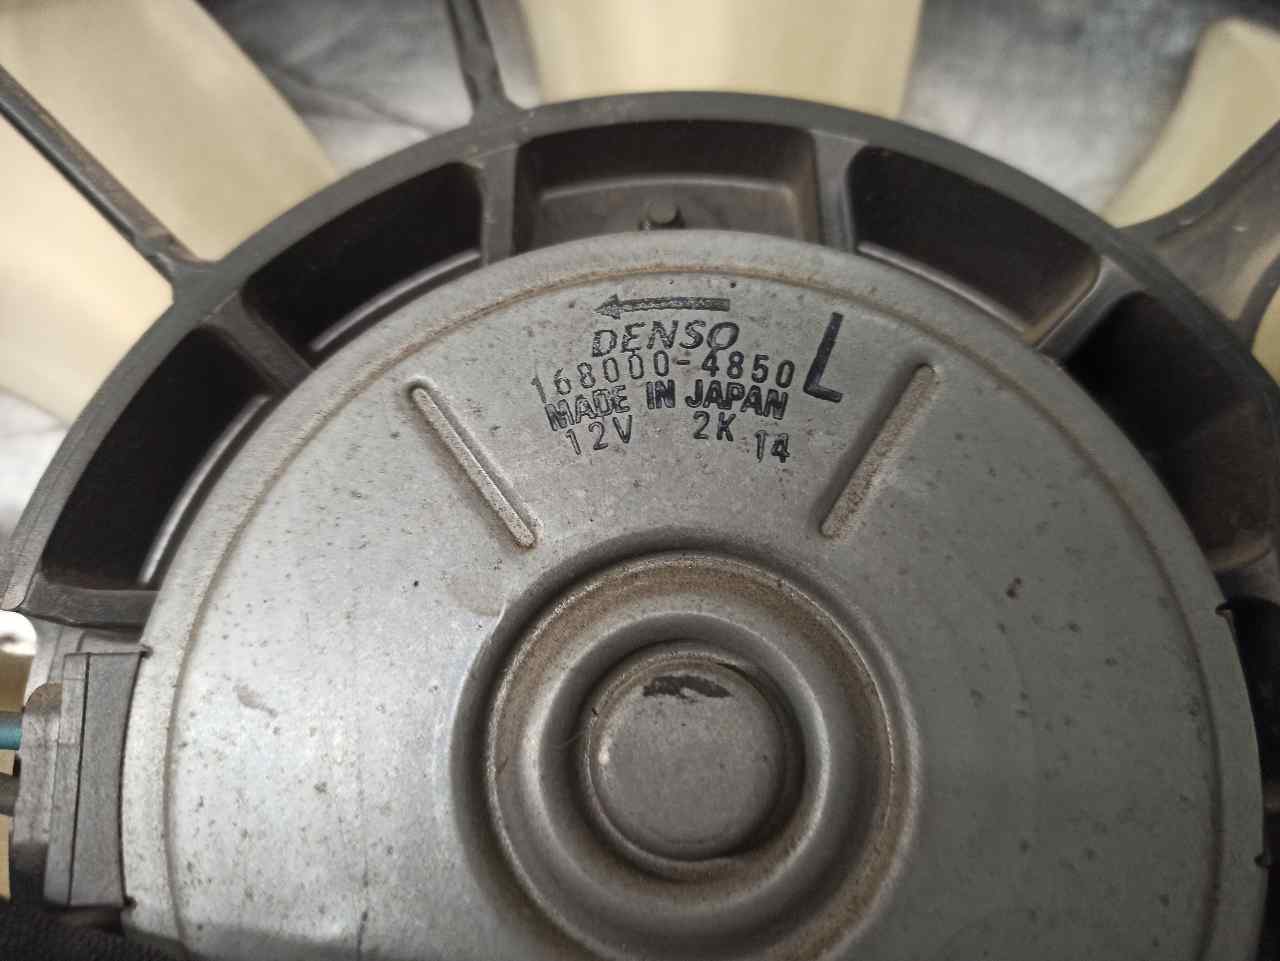 DENSO
168000-4850 L
MADE IN JAPAN
12V 2K 14